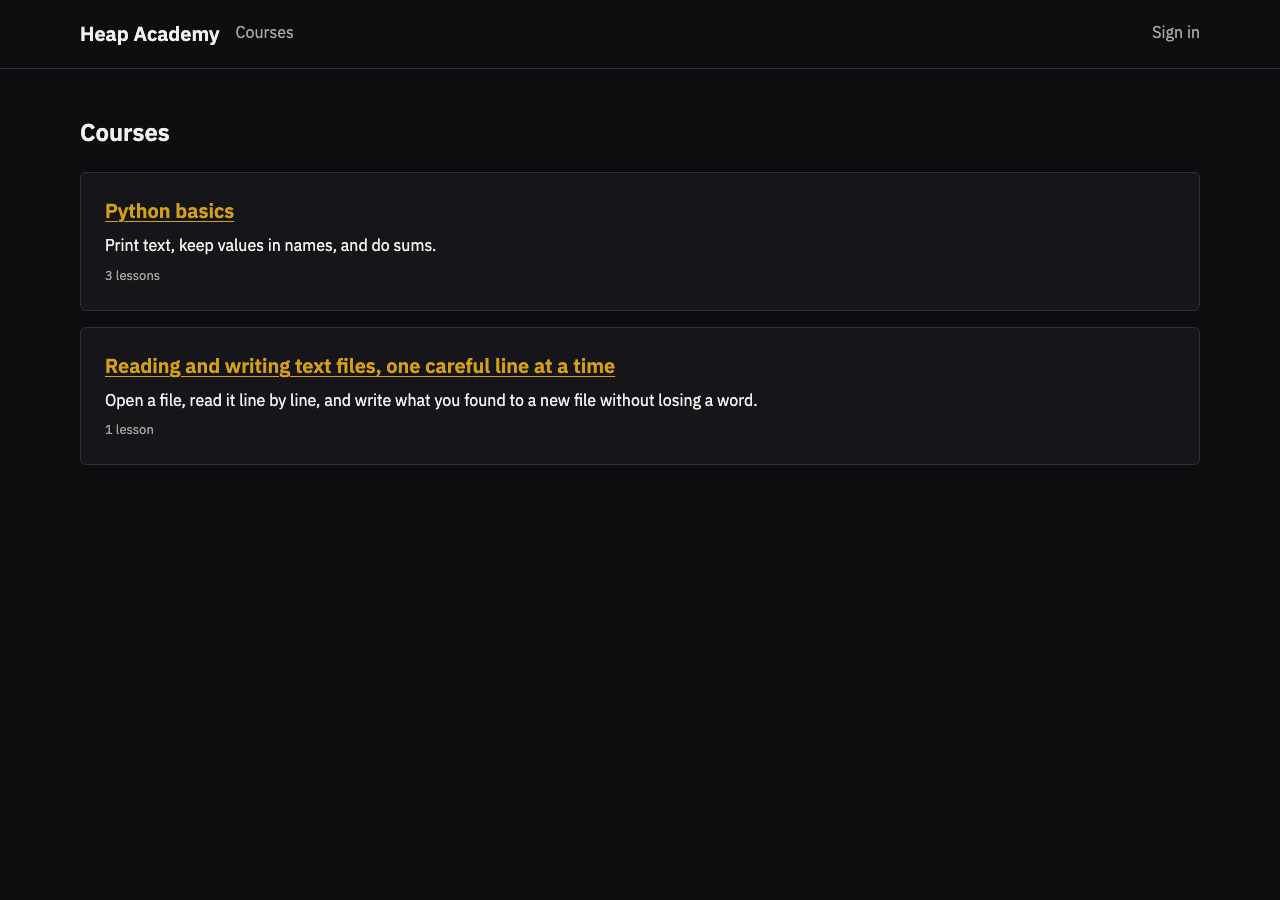 Heap Academy
Courses
Sign in
Courses
Python basics
Print text, keep values in names, and do sums.
3 lessons
Reading and writing text files, one careful line at a time
Open a file, read it line by line, and write what you found to a new file without losing a word.
1 lesson